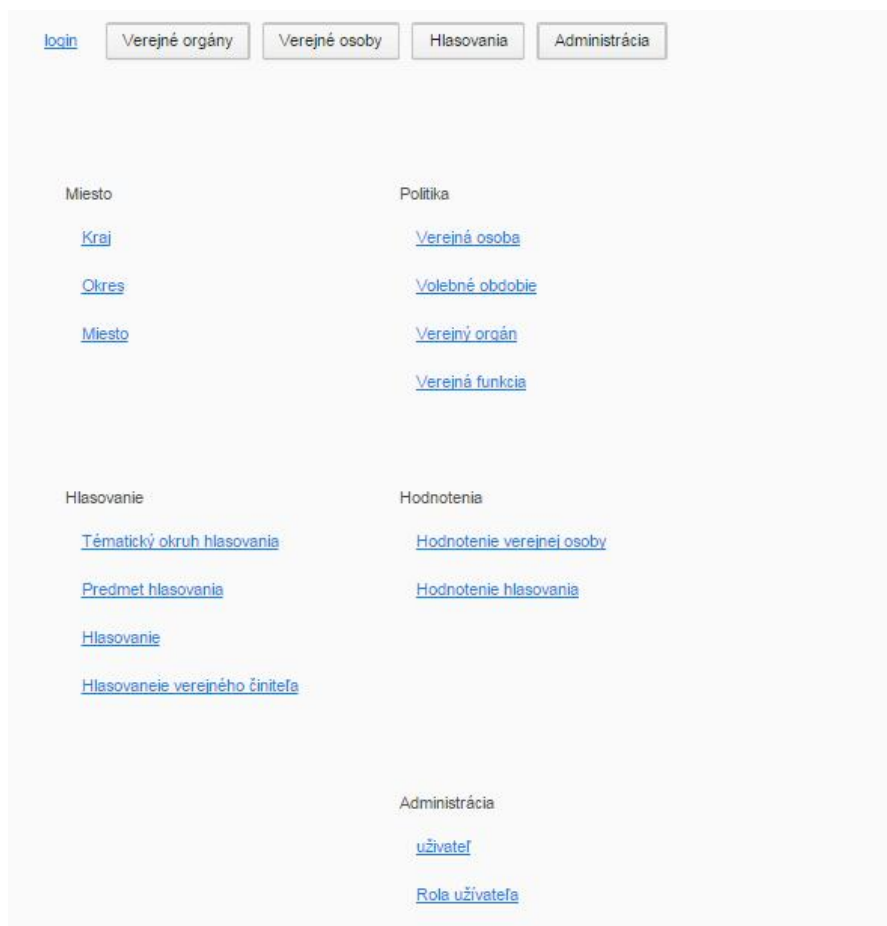 login Verejné orgány Verejné osoby Hlasovania Administrácia
Miesto
Kraj
Okres
Miesto
Politika
Verejná osoba
Volebné obdobie
Verejný orgán
Verejná funkcia
Hlasovanie
Tématický okruh hlasovania
Predmet hlasovania
Hlasovanie
Hlasovaneie verejného činiteľa
Hodnotenia
Hodnotenie verejnej osoby
Hodnotenie hlasovania
Administrácia
uživateľ
Rola užívateľa